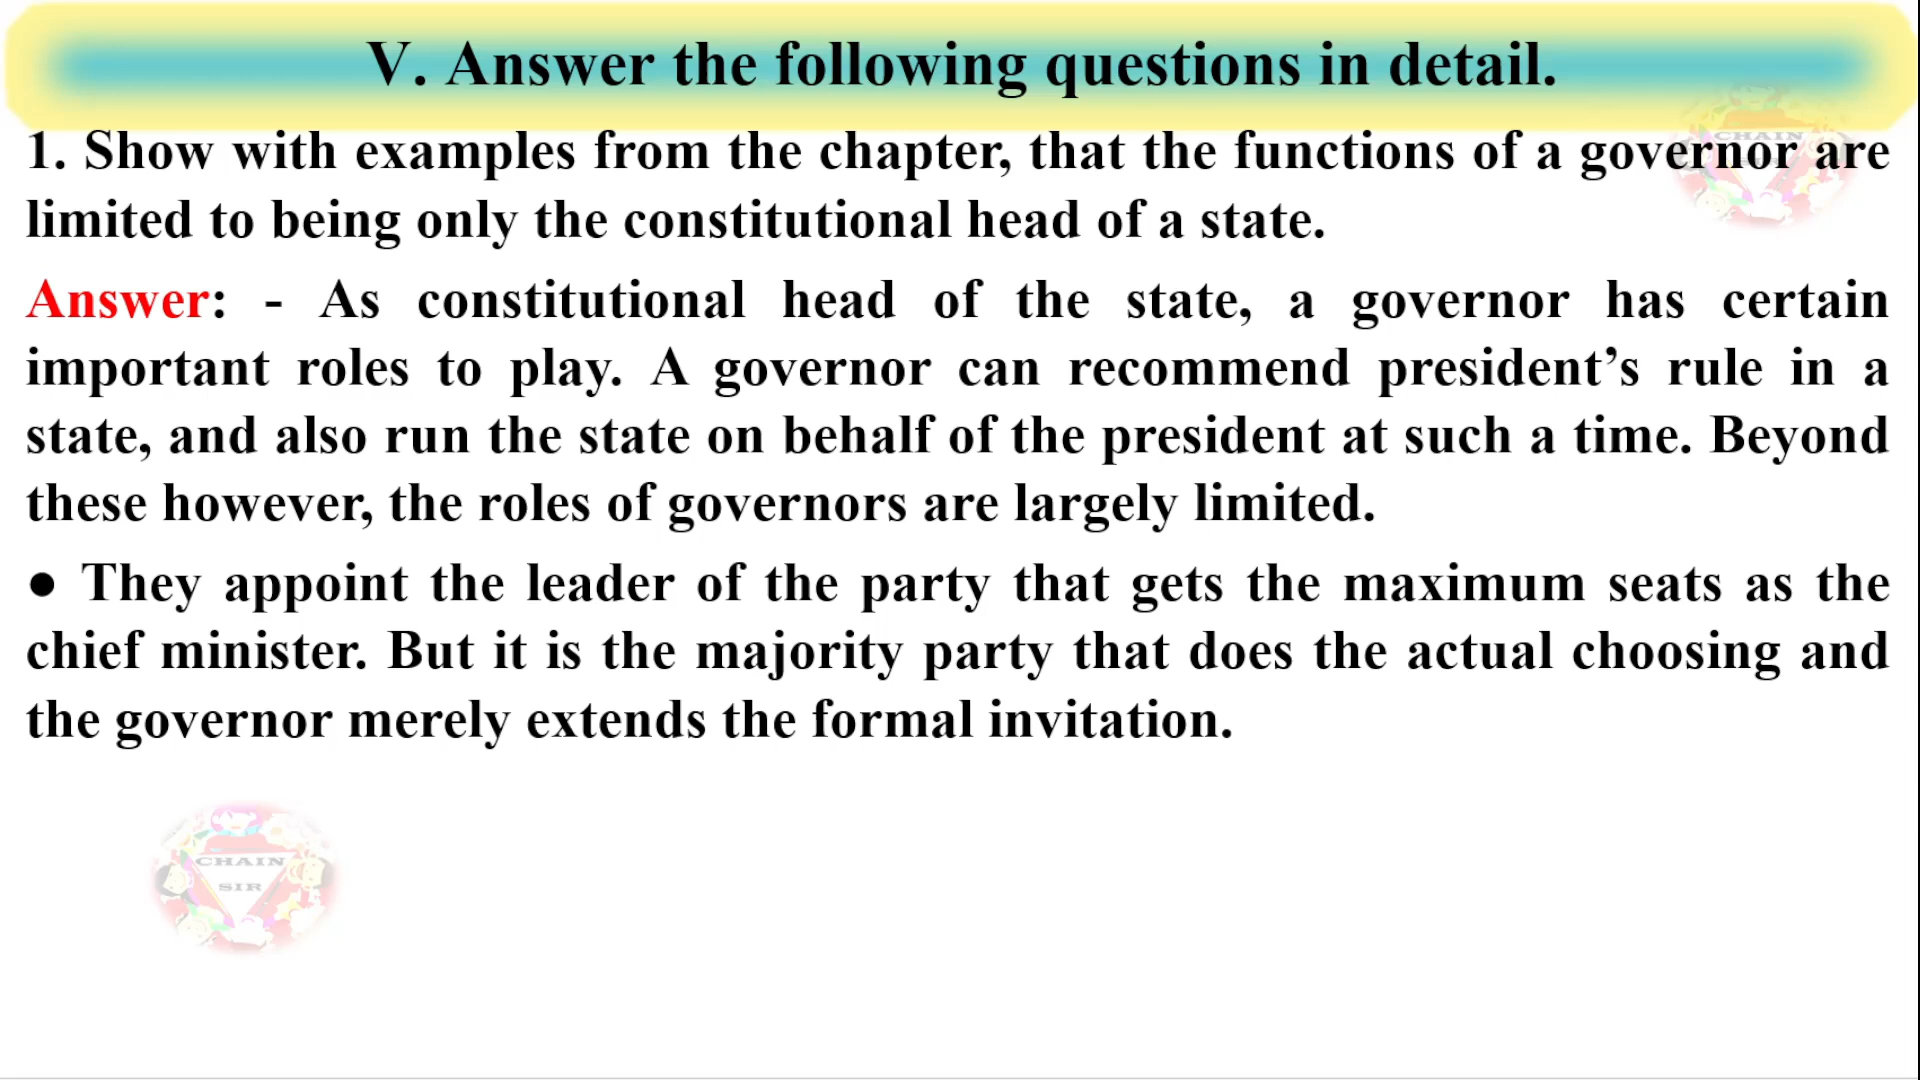 V. Answer the following questions in detail.
1. Show with examples from the chapter, that the functions of a governor are
limited to being only the constitutional head of a state.
Answer: - As constitutional head of the state, a governor has certain
important roles to play. A governor can recommend president’s rule in a
state, and also run the state on behalf of the president at such a time. Beyond
these however, the roles of governors are largely limited.
● They appoint the leader of the party that gets the maximum seats as the
chief minister. But it is the majority party that does the actual choosing and
the governor merely extends the formal invitation.
CHAIN
CHAIN
SIR